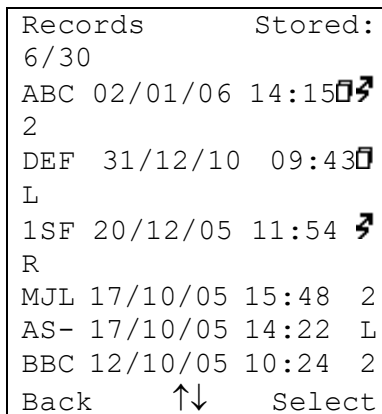 Records Stored:
6/30
ABC 02/01/06 14:15
2
DEF 31/12/10 09:43
L
1SF 20/12/05 11:54
R
MJL 17/10/05 15:48 2
AS- 17/10/05 14:22 L
BBC 12/10/05 10:24 2
Back ↑↓ Select